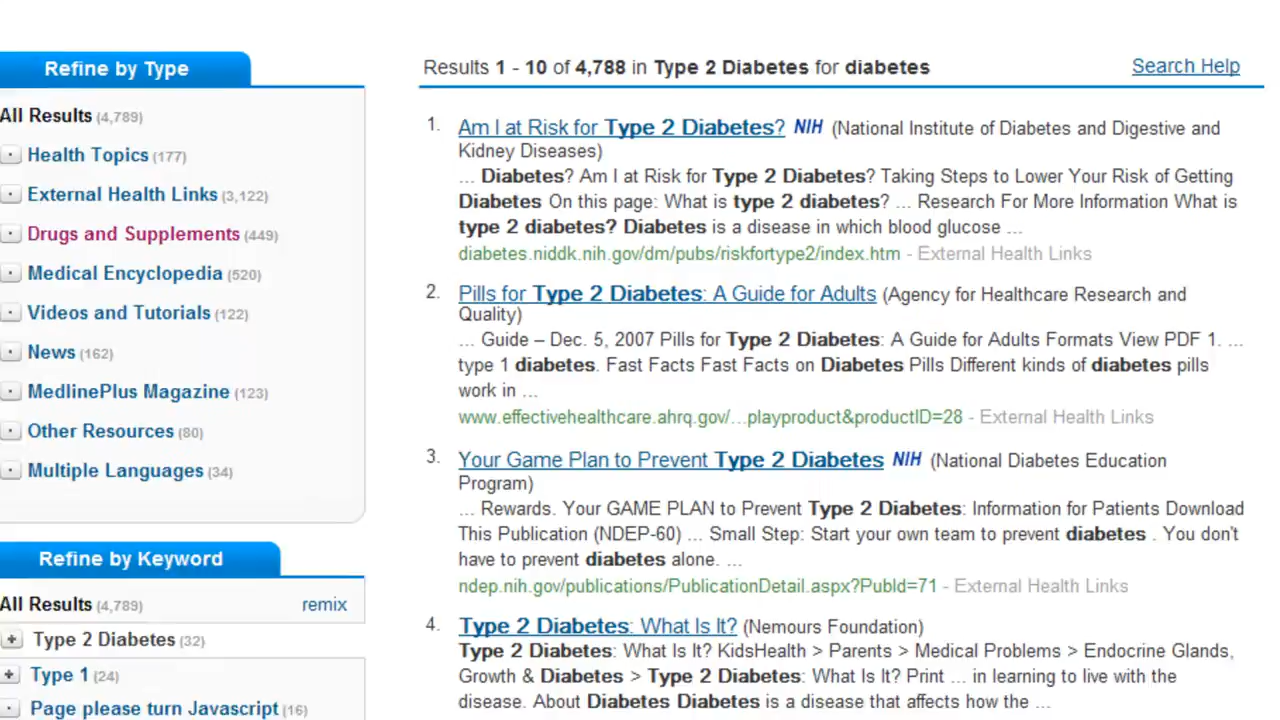 Refine by Type
All Results (4,789)
Health Topics (177)
External Health Links (3,122)
Drugs and Supplements (449)
Medical Encyclopedia (520)
Videos and Tutorials (122)
News (162)
MedlinePlus Magazine (123)
Other Resources (80)
Multiple Languages (34)
Refine by Keyword
All Results (4,789) remix
Type 2 Diabetes (32)
Type 1 (24)
Page please turn Javascript (16)
Results 1 - 10 of 4,788 in Type 2 Diabetes for diabetes
Search Help
1. Am I at Risk for Type 2 Diabetes? NIH (National Institute of Diabetes and Digestive and
Kidney Diseases)
... Diabetes? Am I at Risk for Type 2 Diabetes? Taking Steps to Lower Your Risk of Getting
Diabetes On this page: What is type 2 diabetes? ... Research For More Information What is
type 2 diabetes? Diabetes is a disease in which blood glucose ...
diabetes.niddk.nih.gov/dm/pubs/riskfortype2/index.htm - External Health Links
2. Pills for Type 2 Diabetes: A Guide for Adults (Agency for Healthcare Research and
Quality)
... Guide – Dec. 5, 2007 Pills for Type 2 Diabetes: A Guide for Adults Formats View PDF 1. ...
type 1 diabetes. Fast Facts Fast Facts on Diabetes Pills Different kinds of diabetes pills
work in ...
www.effectivehealthcare.ahrq.gov/...playproduct&productID=28 - External Health Links
3. Your Game Plan to Prevent Type 2 Diabetes NIH (National Diabetes Education
Program)
... Rewards. Your GAME PLAN to Prevent Type 2 Diabetes: Information for Patients Download
This Publication (NDEP-60) ... Small Step: Start your own team to prevent diabetes . You don't
have to prevent diabetes alone. ...
ndep.nih.gov/publications/PublicationDetail.aspx?PubId=71 - External Health Links
4. Type 2 Diabetes: What Is It? (Nemours Foundation)
Type 2 Diabetes: What Is It? KidsHealth > Parents > Medical Problems > Endocrine Glands,
Growth & Diabetes > Type 2 Diabetes: What Is It? Print ... in learning to live with the
disease. About Diabetes Diabetes is a disease that affects how the ...